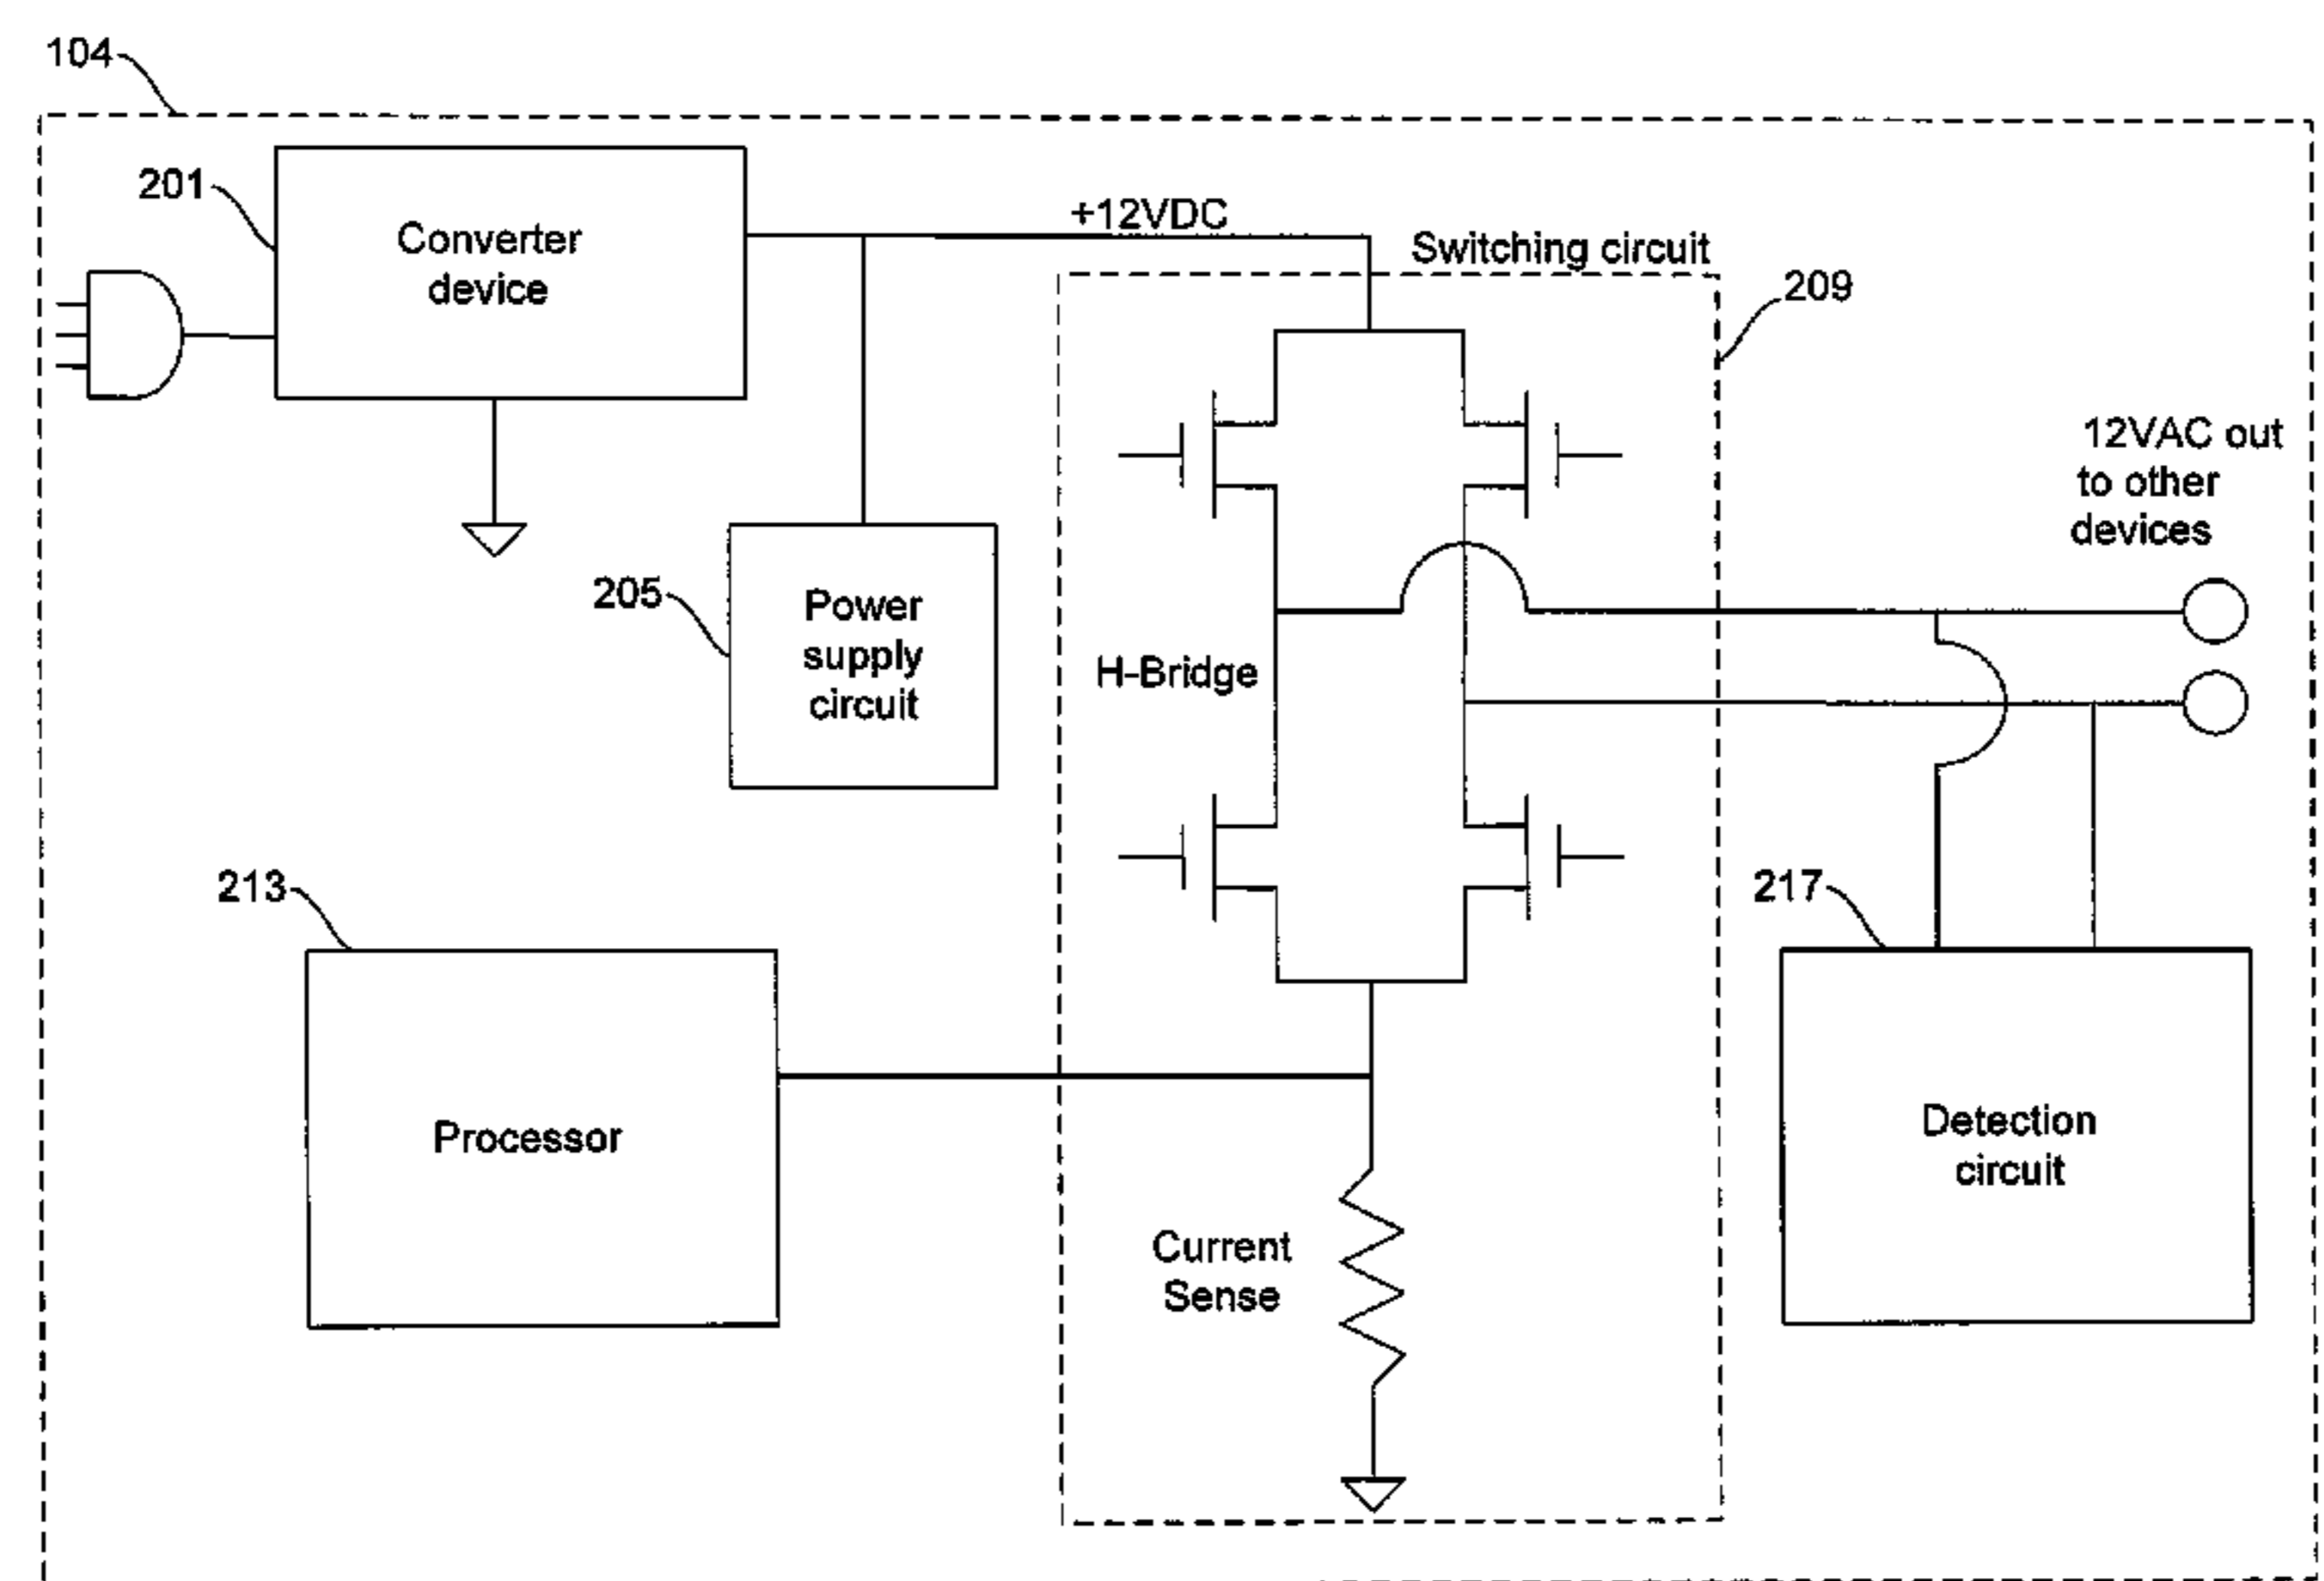 104
201
Converter
device
+12VDC
Switching circuit
209
12VAC out
to other
devices
205
Power
supply
circuit
H-Bridge
213
217
Processor
Detection
circuit
Current
Sense